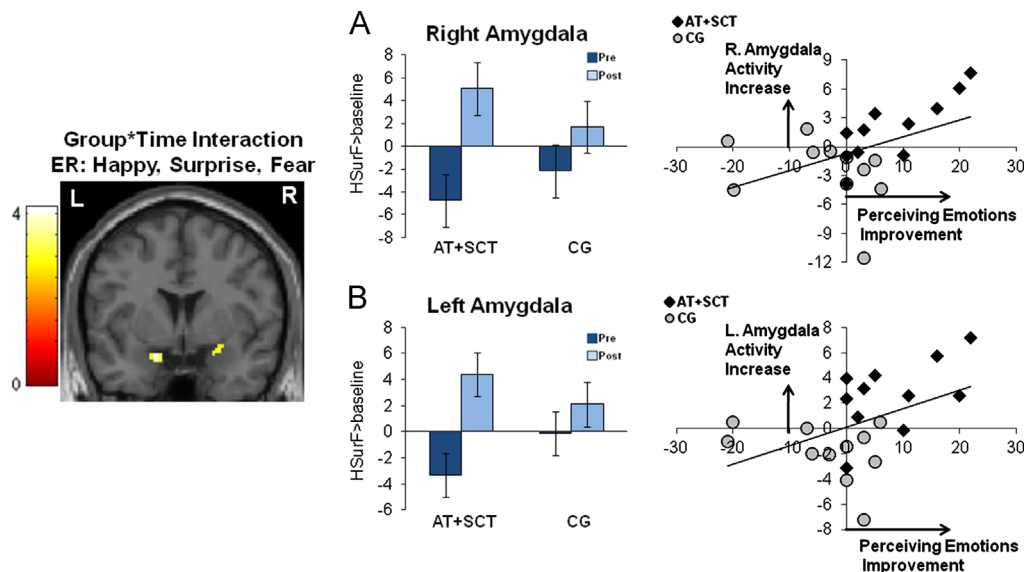 Group*Time Interaction
ER: Happy, Surprise, Fear
L
R
4
0
A
Right Amygdala
HSurF>baseline
8
6
4
2
0
-2
-4
-6
-8
Pre
Post
AT+SCT
CG
AT+SCT
CG
R. Amygdala
Activity
Increase
9
6
3
0
-3
-6
-9
-12
-30
-20
-10
0
10
20
30
Perceiving Emotions
Improvement
B
Left Amygdala
HSurF>baseline
8
6
4
2
0
-2
-4
-6
Pre
Post
AT+SCT
CG
AT+SCT
CG
L. Amygdala
Activity
Increase
8
6
4
2
0
-2
-4
-6
-8
-30
-20
-10
0
10
20
30
Perceiving Emotions
Improvement